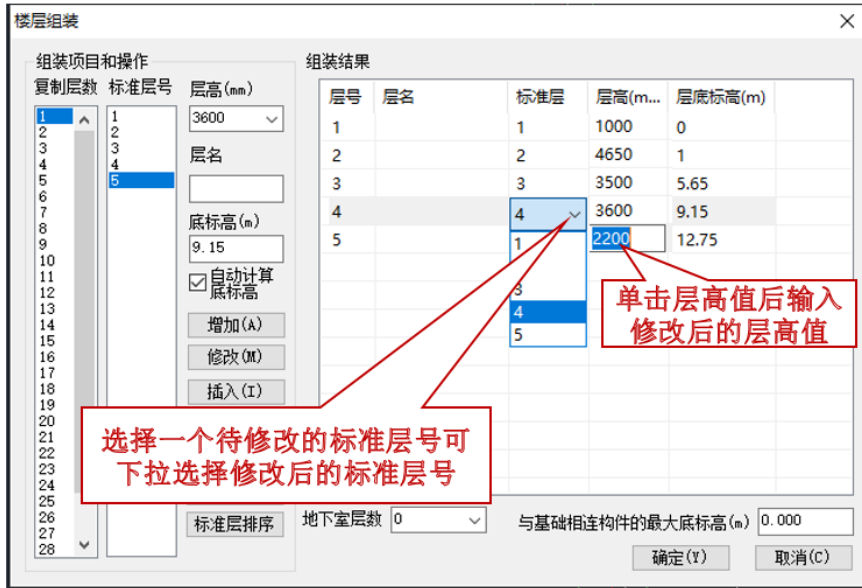 楼层组装
组装项目和操作
复制层数 标准层号 层高(mm)
1
2
3
4
5
6
7
8
9
10
11
12
13
14
15
16
17
18
19
20
21
22
23
24
25
26
27
28
1
2
3
4
5
3600
层名
底标高(m)
9.15
自动计算
底标高
增加(A)
修改(M)
插入(I)
标准层排序
组装结果
层号 层名 标准层 层高(m... 层底标高(m)
1 1 1000 0
2 2 4650 1
3 3 3500 5.65
4 4 3600 9.15
5 2200 12.75
1
3
4
5
单击层高值后输入
修改后的层高值
选择一个待修改的标准层号可
下拉选择修改后的标准层号
地下室层数 0
与基础相连构件的最大底标高(m) 0.000
确定(Y) 取消(C)